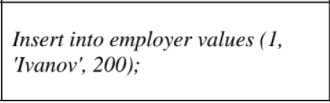 Insert into employer values (1,
'Ivanov', 200);